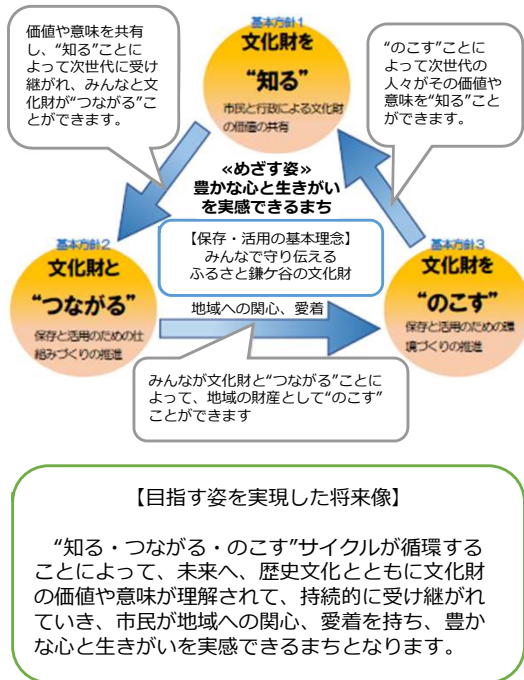 価値や意味を共有
し、“知る”ことに
よって次世代に受け
継がれ、みんなと文
化財が“つながる”こ
とができます。
基本方針1
文化財を
“知る”
市民と行政による文化財
の価値の共有
“のこす”ことに
よって次世代の
人々がその価値や
意味を“知る”こと
ができます。
«めざす姿»
豊かな心と生きがい
を実感できるまち
【保存・活用の基本理念】
みんなで守り伝える
ふるさと鎌ケ谷の文化財
基本方針2
文化財と
“つながる”
保存と活用のための仕
組みづくりの推進
地域への関心、愛着
基本方針3
文化財を
“のこす”
保存と活用のための環
境づくりの推進
みんなが文化財と“つながる”ことに
よって、地域の財産として“のこす”
ことができます
【目指す姿を実現した将来像】
“知る・つながる・のこす”サイクルが循環する
ことによって、未来へ、歴史文化とともに文化財
の価値や意味が理解されて、持続的に受け継がれ
ていき、市民が地域への関心、愛着を持ち、豊か
な心と生きがいを実感できるまちとなります。